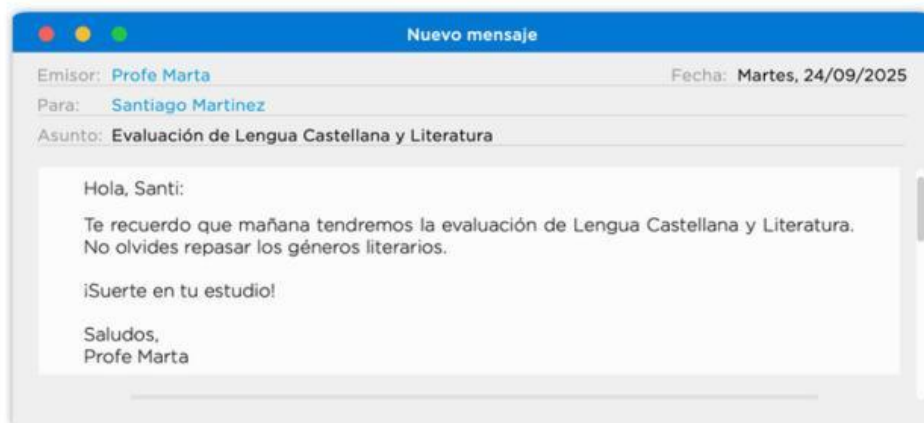 Nuevo mensaje
Emisor: Profe Marta Fecha: Martes, 24/09/2025
Para: Santiago Martinez
Asunto: Evaluación de Lengua Castellana y Literatura
Hola, Santi:
Te recuerdo que mañana tendremos la evaluación de Lengua Castellana y Literatura.
No olvides repasar los géneros literarios.
¡Suerte en tu estudio!
Saludos,
Profe Marta